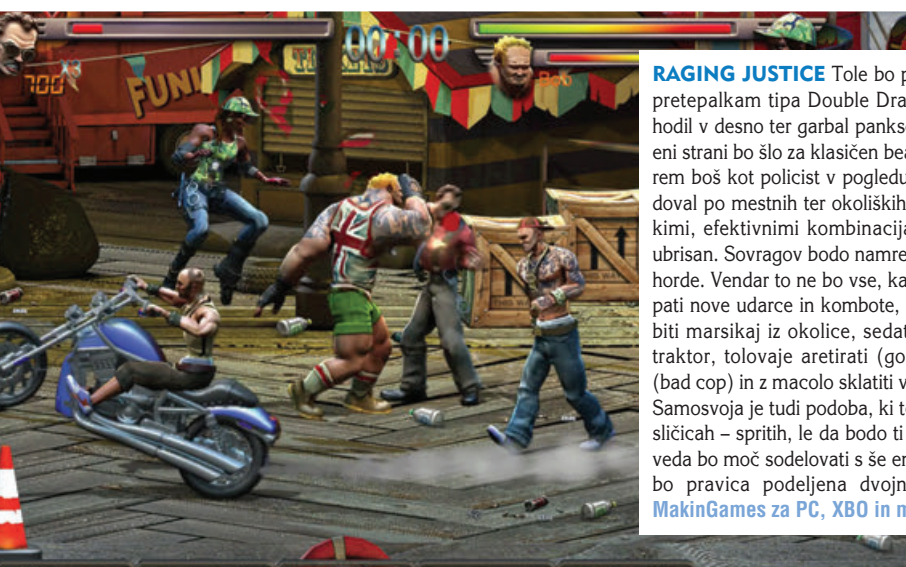 700
00:00
FUN
RAGING JUSTICE Tole bo p
pretepalkam tipa Double Dra
hodil v desno ter garbal pankse
eni strani bo šlo za klasičen bea
rem boš kot policist v pogledu
doval po mestnih ter okoliških
kimi, efektivnimi kombinacija
ubrisan. Sovragov bodo namre
horde. Vendar to ne bo vse, ka
pati nove udarce in kombote,
biti marsikaj iz okolice, sedat
traktor, tolovaje aretirati (go
(bad cop) in z macolo sklatiti v
Samosvoja je tudi podoba, ki te
sličicah – spritih, le da bodo ti
veda bo moč sodelovati s še en
bo pravica podeljena dvojn
MakinGames za PC, XBO in m